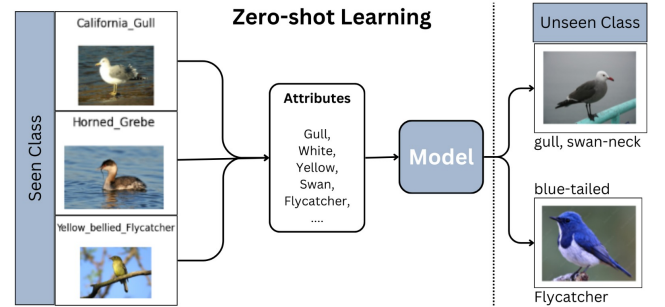 Zero-shot Learning
Seen Class
California_Gull
Horned_Grebe
Yellow_bellied_Flycatcher
Attributes
Gull,
White,
Yellow,
Swan,
Flycatcher,
....
Model
Unseen Class
gull, swan-neck
blue-tailed
Flycatcher